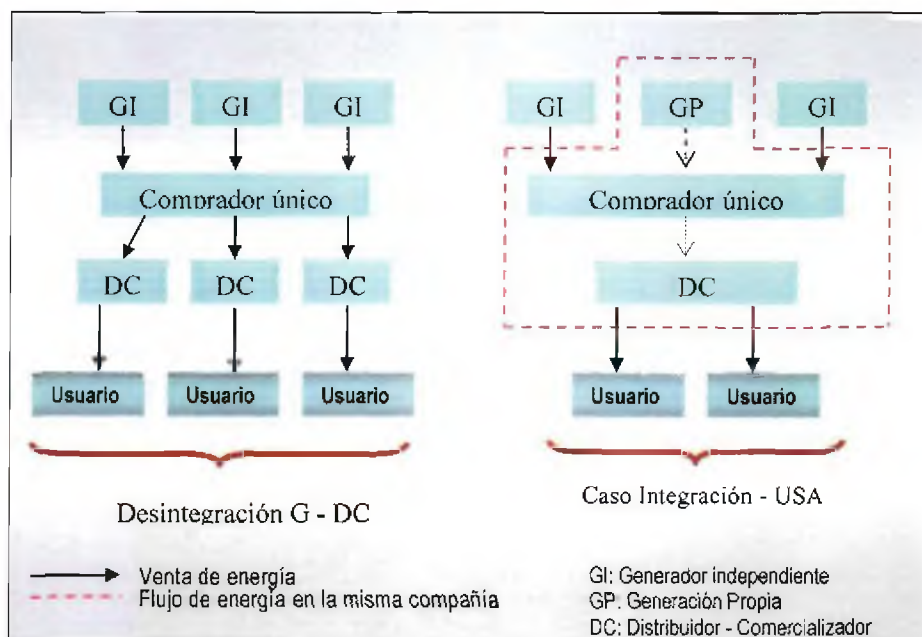 GI GI GI
Comprador único
DC DC DC
Usuario Usuario Usuario
Desintegración G - DC
GI GP GI
Comprador único
DC
Usuario Usuario
Caso Integración - USA
Venta de energía
Flujo de energía en la misma compañía
GI: Generador independiente
GP: Generación Propia
DC: Distribuidor - Comercializador